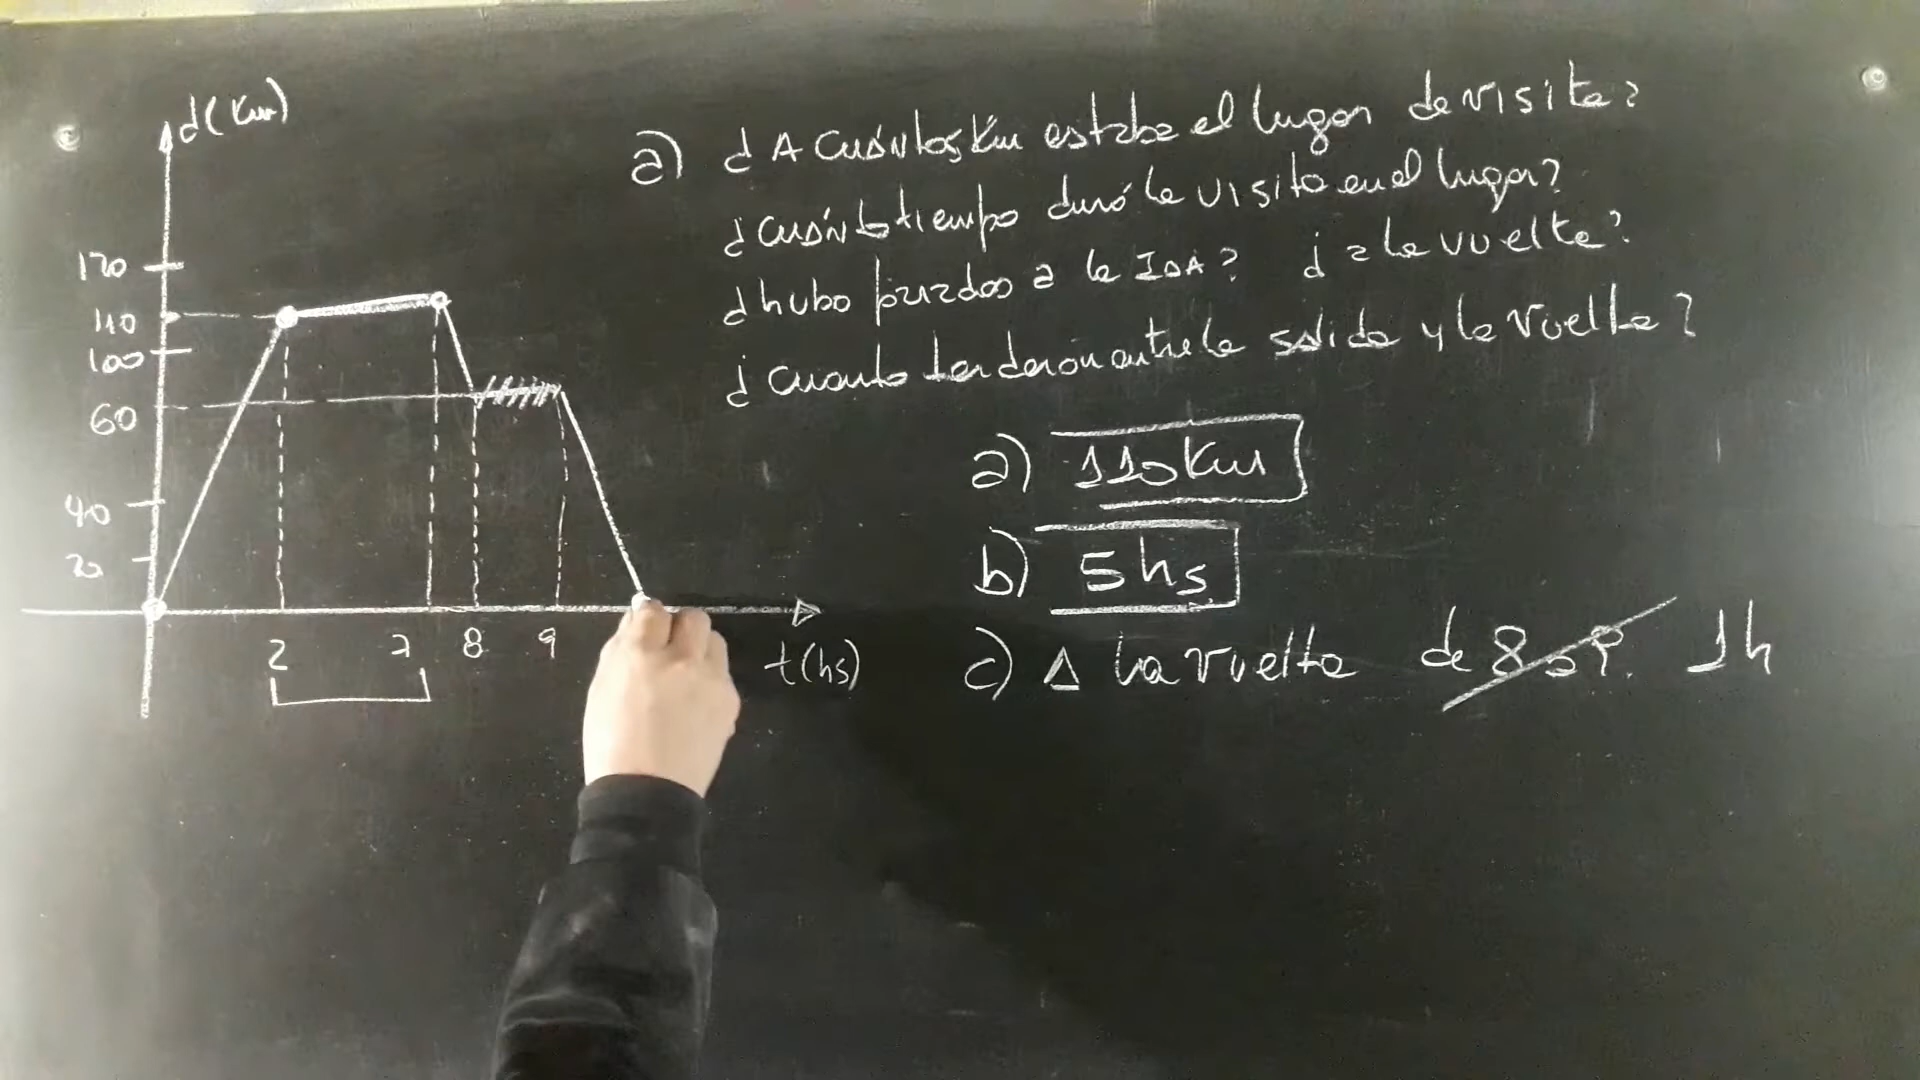 d(Km)
120
110
100
60
40
20
2 7 8 9 t(hs)
a) ¿A cuántos Km estaba el lugar de visita?
¿cuánto tiempo duró la visita en el lugar?
¿hubo paradas a la IDA? ¿a la vuelta?
¿cuanto tardaron entre la salida y la vuelta?
a) 110 Km
b) 5 hs
c) A la vuelta de 8 a 9. 1h